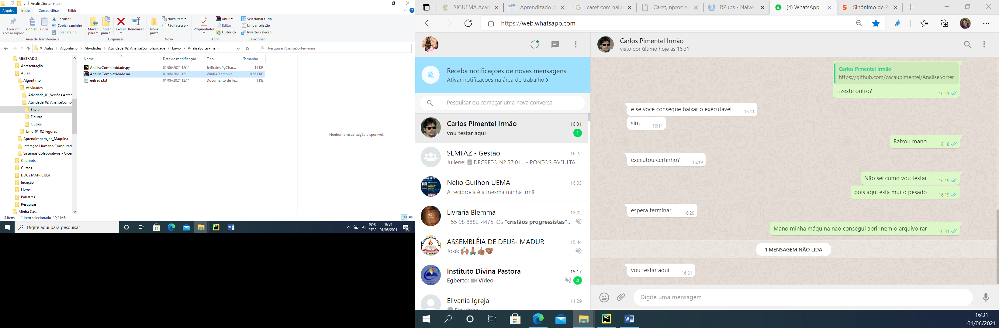 AnaliseSorter-main
Arquivo Início Compartilhar Exibir
Fixar no Acesso rápido
Copiar
Colar
Recortar
Copiar caminho
Colar atalho
Mover para
Copiar para
Excluir
Renomear
Nova pasta
Novo item
Fácil acesso
Propriedades
Abrir
Editar
Histórico
Selecionar tudo
Limpar seleção
Inverter seleção
Área de Transferência Organizar Novo Abrir Selecionar
« Aulas > Algoritimo > Atividades > Atividade_02_AnaliseComplexidade > Envio > AnaliseSorter-main
Pesquisar AnaliseSorter-main
MESTRADO
Apresentação
Aulas
Algoritimo
Atividades
Atividade_01_Versões Anter
Atividade_02_AnaliseComp
Envio
Figuras
Outros
Unid_01_02_Figuras
Aprendizagem_de_Maquina
Interação Humano Computad
Sistemas Colaborativos - Cícer
Chatbots
Cursos
DOCs MATRICULA
Incrição
Livros
Palestras
Pesquisas
Minha Casa
Nome Data de modificação Tipo Tamanho
AnaliseComplexidade.py 01/06/2021 12:11 JetBrains PyChar... 11 KB
AnaliseComplexidade.rar 01/06/2021 12:11 WinRAR archive 10.661 KB
entrada.txt 01/06/2021 12:11 Documento de Te... 1 KB
Nenhuma visualização disponível.
3 itens 1 item selecionado 10,4 MB
Digite aqui para pesquisar
POR
PTB2
16:31
01/06/2021
10
SIGUEMA Acad
Aprendizado d
caret com naiv
Caret, nproc e
RPubs - Naive
(4) WhatsApp
Sinônimo de P
https://web.whatsapp.com
Receba notificações de novas mensagens
Ativar notificações na área de trabalho >
Pesquisar ou começar uma nova conversa
Carlos Pimentel Irmão 16:31
vou testar aqui 1
SEMFAZ - Gestão 16:22
Juliene: DECRETO Nº 57.011 - PONTOS FACULTA...
Nelio Guilhon UEMA 16:03
A reciproca é a mesma minha irmã
Livraria Blemma 16:02
+55 98 8882-4475: Os “cristãos progressistas”...
ASSEMBLÉIA DE DEUS- MADUR 15:44
José: 🙌🏽🙏🏽👍🏽🤝🏽
Instituto Divina Pastora 15:17
Egberto: Vídeo 4
Elivania Igreja 14:29
Figurinha
Carlos Pimentel Irmão
visto por último hoje às 16:31
Carlos Pimentel Irmão
https://github.com/cacaupimentel/AnaliseSorter
Fizeste outro? 16:11
e se voce consegue baixar o executavel 16:11
sim 16:11
Baixou mano 16:18
executou certinho? 16:19
Não sei como vou testar 16:19
pois aqui esta muito pesado 16:19
espera terminar 16:20
Mano minha máquina não consegui abrir nem o arquivo rar 16:31
1 MENSAGEM NÃO LIDA
vou testar aqui 16:31
Digite uma mensagem
16:31
01/06/2021